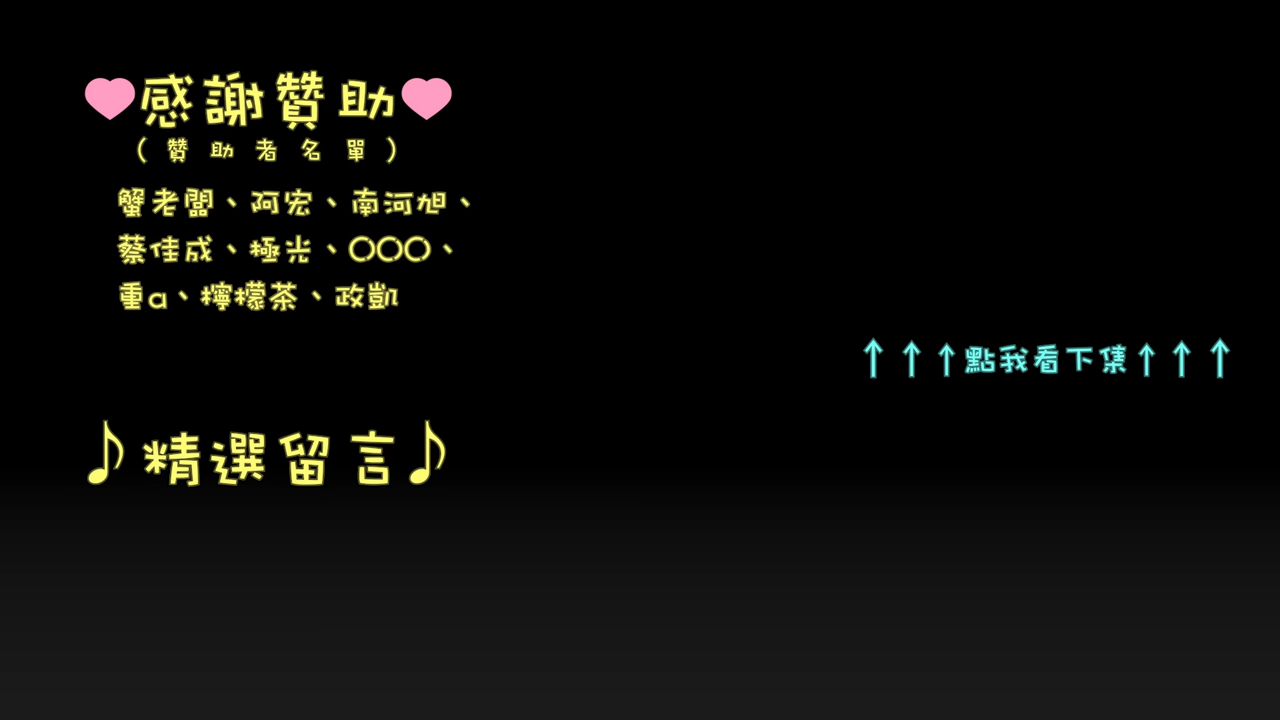 感謝贊助
(贊助者名單)
蟹老闆、阿宏、南河旭、
蔡佳成、極光、○○○、
重a、檸檬茶、政凱
↑↑↑點我看下集↑↑↑
♪精選留言♪